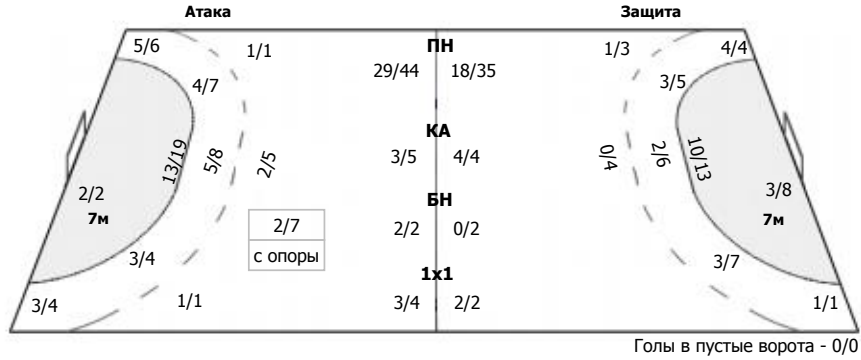 Атака Защита
5/6 1/1 ПН 1/3 4/4
29/44 18/35
4/7 3/5
КА
13/19 5/8 2/5 3/5 4/4 0/4 2/6 10/13
2/2 БН 3/8
7м 2/7 2/2 0/2 7м
с опоры
3/4 3/7
1x1
3/4 1/1 3/4 2/2 1/1
Голы в пустые ворота - 0/0